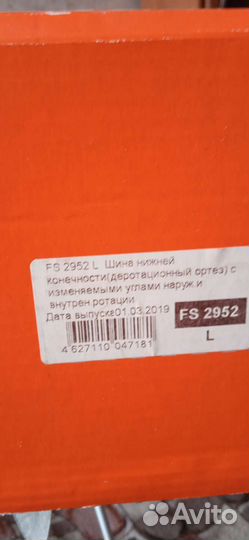 FS 2952 L Шина нижней
конечности(деротационный ортез) с
изменяемыми углами наруж.и
внутрен.ротации
Дата выпуска01.03.2019
FS 2952
L
4 627110 047181
Avito